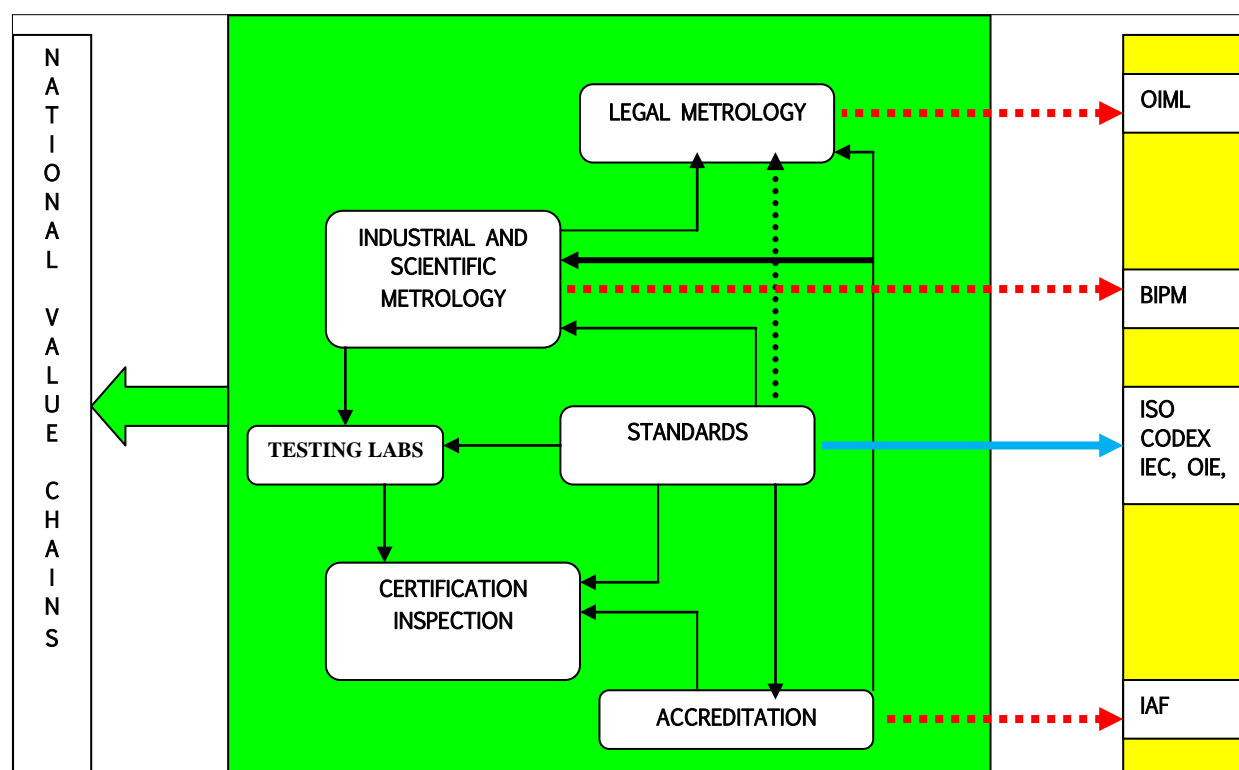 N
A
T
I
O
N
A
L
V
A
L
U
E
C
H
A
I
N
S
LEGAL METROLOGY
INDUSTRIAL AND
SCIENTIFIC
METROLOGY
TESTING LABS
STANDARDS
CERTIFICATION
INSPECTION
ACCREDITATION
OIML
BIPM
ISO
CODEX
IEC, OIE,
IAF